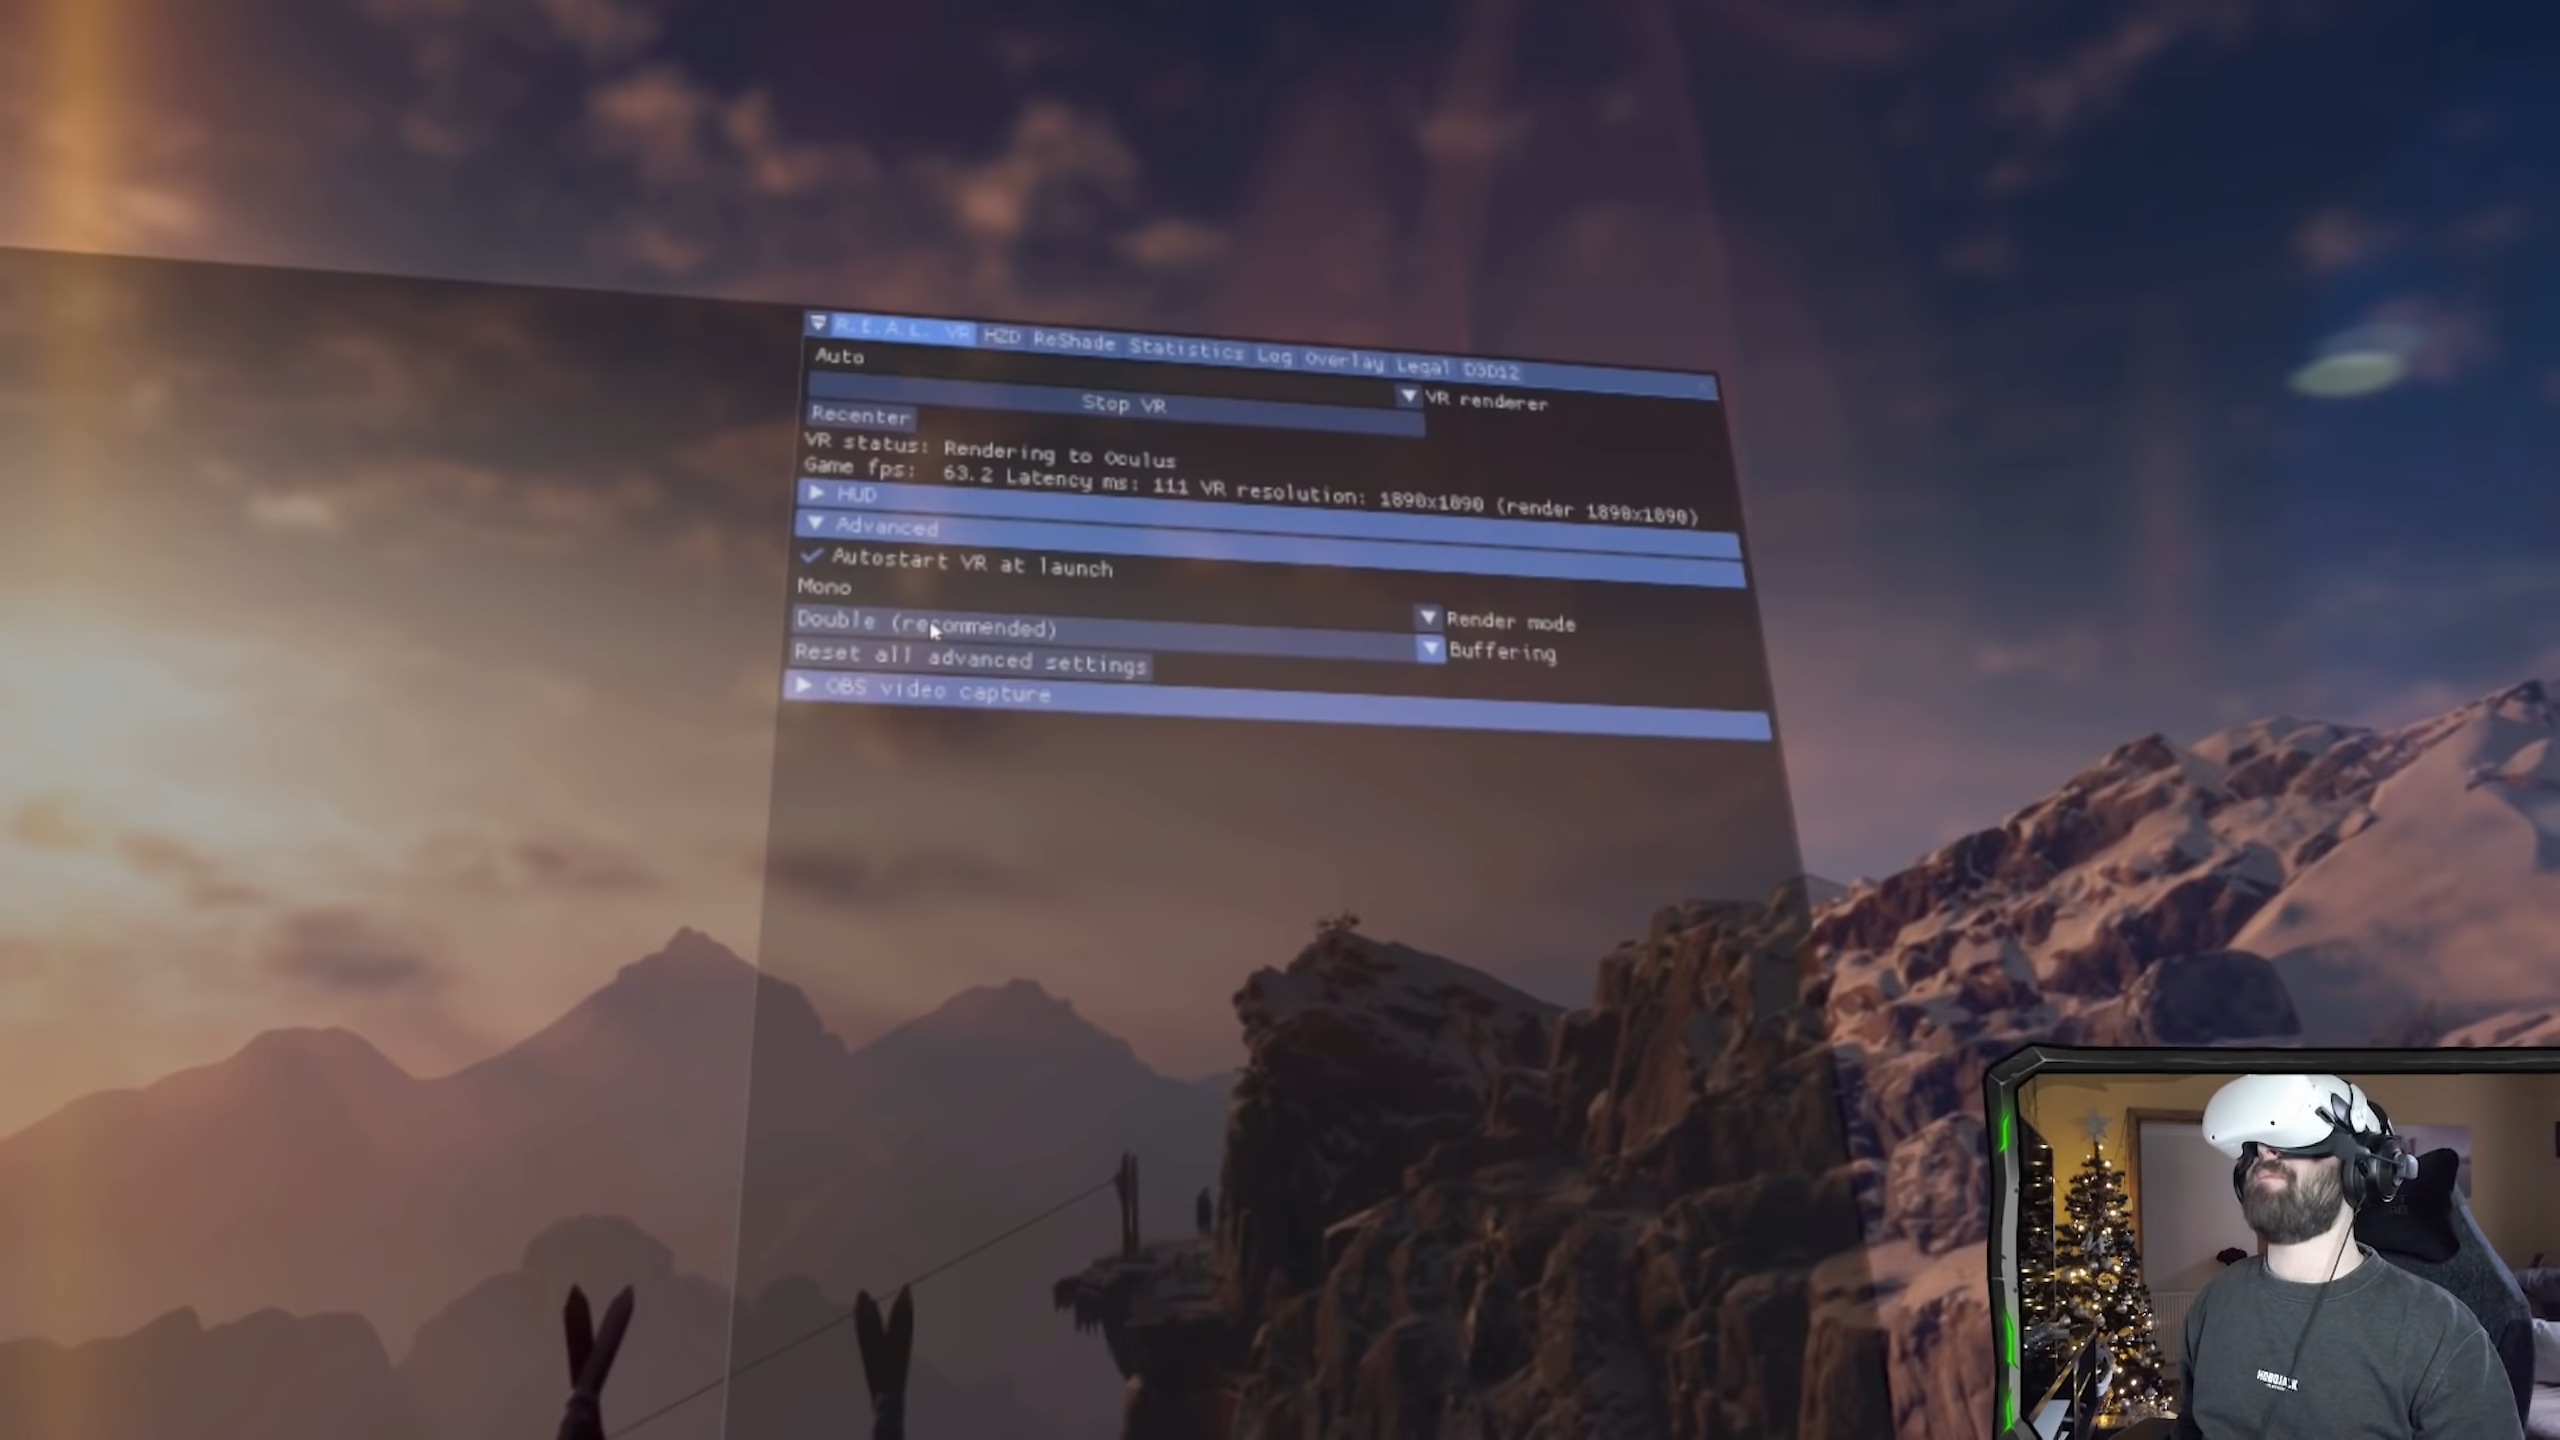 R.E.A.L. VR HZD ReShade Statistics Log Overlay Legal D3D12
Auto VR renderer
Stop VR
Recenter
VR status: Rendering to Oculus
Game fps: 63.2 Latency ms: 111 VR resolution: 1890x1890 (render 1890x1890)
HUD
Advanced
Autostart VR at launch
Mono Render mode
Double (recommended) Buffering
Reset all advanced settings
OBS video capture